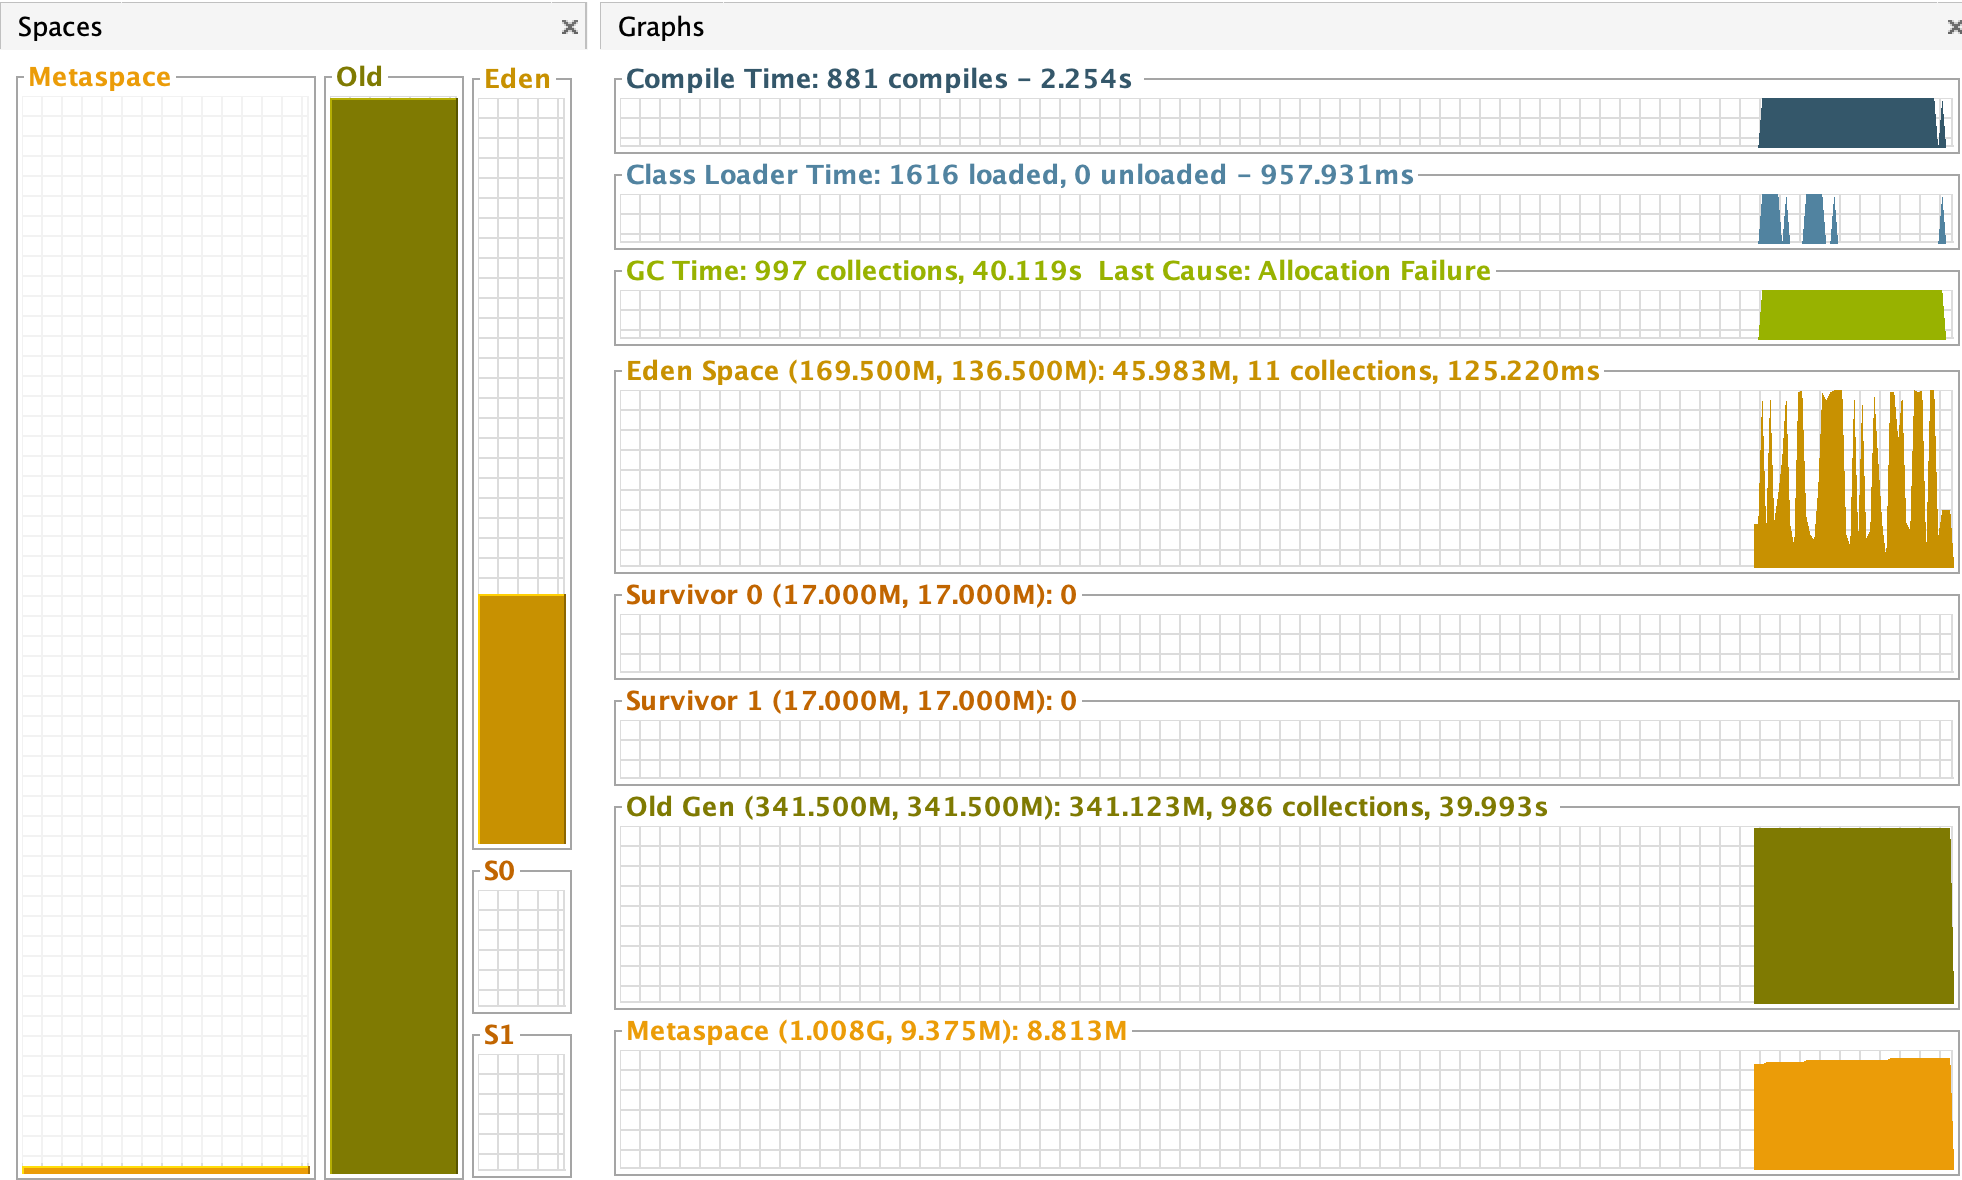 Spaces
Graphs
Metaspace
Old
Eden
S0
S1
Compile Time: 881 compiles – 2.254s
Class Loader Time: 1616 loaded, 0 unloaded – 957.931ms
GC Time: 997 collections, 40.119s  Last Cause: Allocation Failure
Eden Space (169.500M, 136.500M): 45.983M, 11 collections, 125.220ms
Survivor 0 (17.000M, 17.000M): 0
Survivor 1 (17.000M, 17.000M): 0
Old Gen (341.500M, 341.500M): 341.123M, 986 collections, 39.993s
Metaspace (1.008G, 9.375M): 8.813M